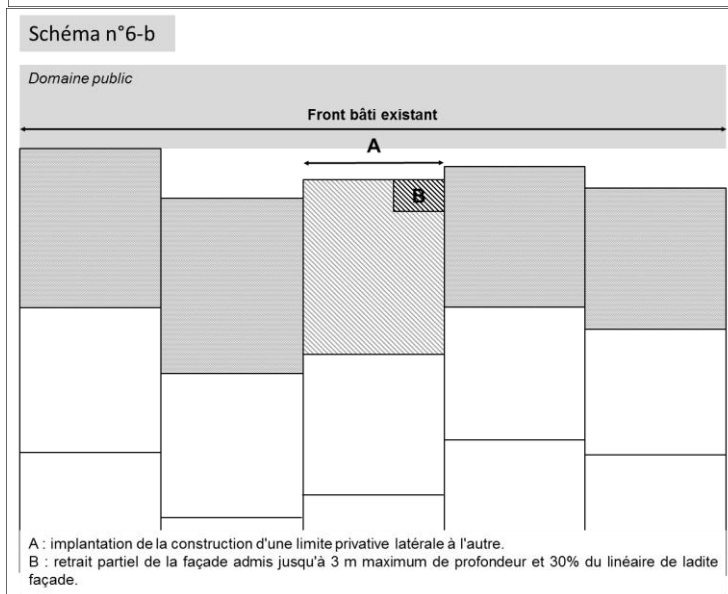 Schéma n°6-b
Domaine public
Front bâti existant
A
B
A : implantation de la construction d'une limite privative latérale à l'autre.
B : retrait partiel de la façade admis jusqu'à 3 m maximum de profondeur et 30% du linéaire de ladite
façade.